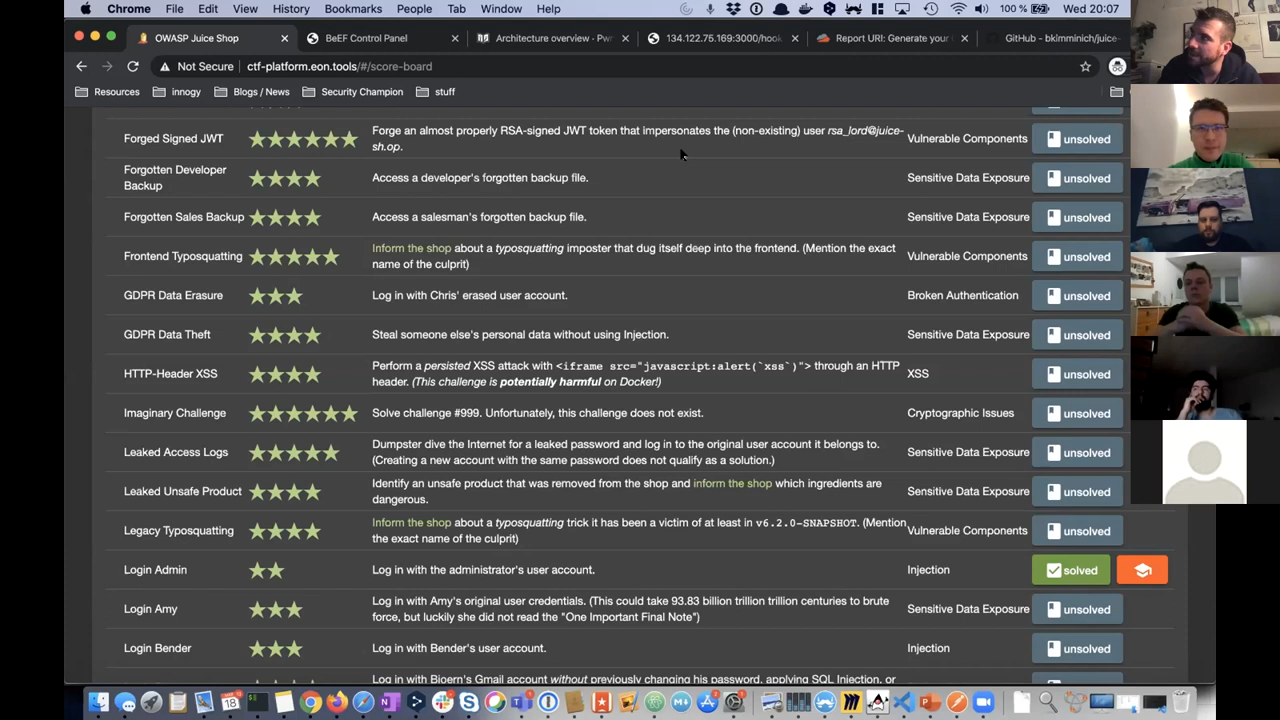 Chrome File Edit View History Bookmarks People Tab Window Help 100 % Wed 20:07
OWASP Juice Shop × BeEF Control Panel × Architecture overview - Pwn × 134.122.75.169:3000/hook × Report URI: Generate your × GitHub - bkimminich/juice-
Not Secure ctf-platform.eon.tools/#/score-board
Resources innogy Blogs / News Security Champion stuff
Forged Signed JWT ★★★★★★ Forge an almost properly RSA-signed JWT token that impersonates the (non-existing) user rsa_lord@juice-
sh.op. Vulnerable Components unsolved
Forgotten Developer
Backup ★★★★ Access a developer's forgotten backup file. Sensitive Data Exposure unsolved
Forgotten Sales Backup ★★★★ Access a salesman's forgotten backup file. Sensitive Data Exposure unsolved
Frontend Typosquatting ★★★★★ Inform the shop about a typosquatting imposter that dug itself deep into the frontend. (Mention the exact
name of the culprit) Vulnerable Components unsolved
GDPR Data Erasure ★★★ Log in with Chris' erased user account. Broken Authentication unsolved
GDPR Data Theft ★★★★ Steal someone else's personal data without using Injection. Sensitive Data Exposure unsolved
HTTP-Header XSS ★★★★ Perform a persisted XSS attack with <iframe src="javascript:alert(`xss`)"> through an HTTP
header. (This challenge is potentially harmful on Docker!) XSS unsolved
Imaginary Challenge ★★★★★★ Solve challenge #999. Unfortunately, this challenge does not exist. Cryptographic Issues unsolved
Leaked Access Logs ★★★★★ Dumpster dive the Internet for a leaked password and log in to the original user account it belongs to.
(Creating a new account with the same password does not qualify as a solution.) Sensitive Data Exposure unsolved
Leaked Unsafe Product ★★★★ Identify an unsafe product that was removed from the shop and inform the shop which ingredients are
dangerous. Sensitive Data Exposure unsolved
Legacy Typosquatting ★★★★ Inform the shop about a typosquatting trick it has been a victim of at least in v6.2.0-SNAPSHOT. (Mention
the exact name of the culprit) Vulnerable Components unsolved
Login Admin ★★ Log in with the administrator's user account. Injection solved
Login Amy ★★★ Log in with Amy's original user credentials. (This could take 93.83 billion trillion trillion centuries to brute
force, but luckily she did not read the "One Important Final Note") Sensitive Data Exposure unsolved
Login Bender ★★★ Log in with Bender's user account. Injection unsolved
Log in with Bjoern's Gmail account without previously changing his password, applying SQL Injection, or
18